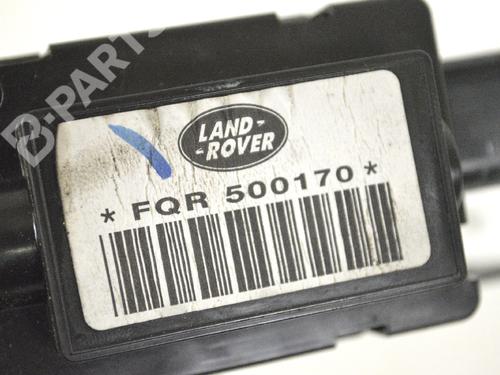 B-PARTS
LAND-
-ROVER
* FQR 500170 *